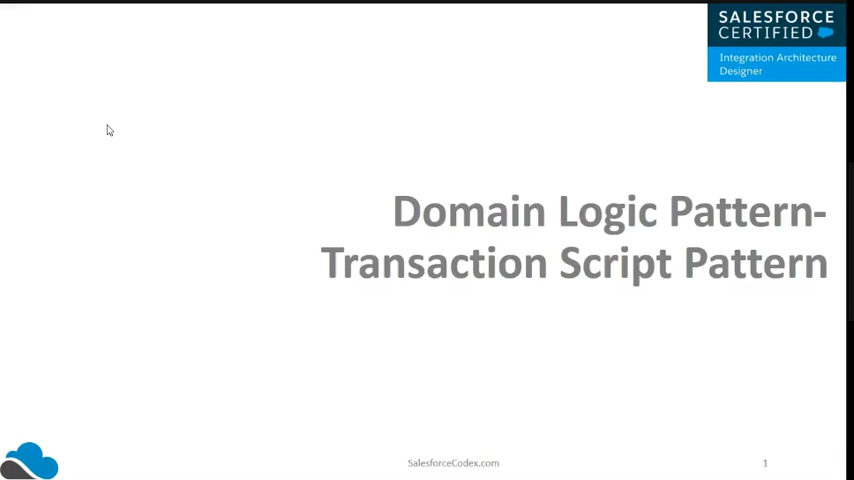 SALESFORCE
CERTIFIED
Integration Architecture
Designer
Domain Logic Pattern-
Transaction Script Pattern
SalesforceCodex.com
1